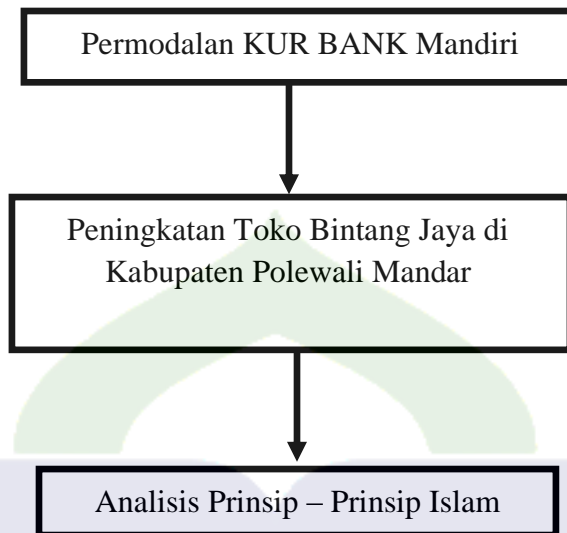 Permodalan KUR BANK Mandiri
Peningkatan Toko Bintang Jaya di
Kabupaten Polewali Mandar
Analisis Prinsip – Prinsip Islam